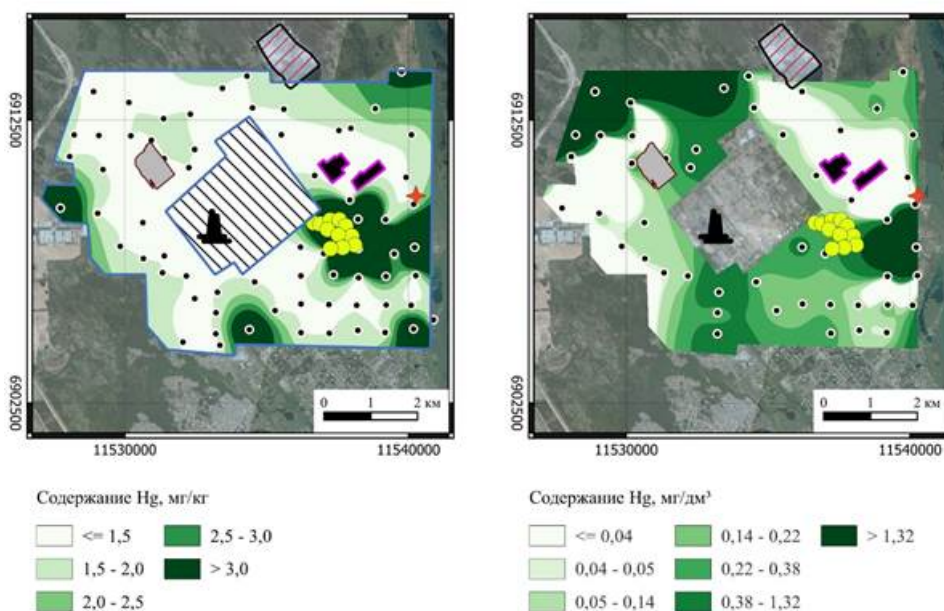 6912500
6902500
0 1 2 км
11530000 11540000
Содержание Hg, мг/кг
<= 1,5
1,5 - 2,0
2,0 - 2,5
2,5 - 3,0
> 3,0
6912500
6902500
0 1 2 км
11530000 11540000
Содержание Hg, мг/дм³
<= 0,04
0,04 - 0,05
0,05 - 0,14
0,14 - 0,22
0,22 - 0,38
0,38 - 1,32
> 1,32